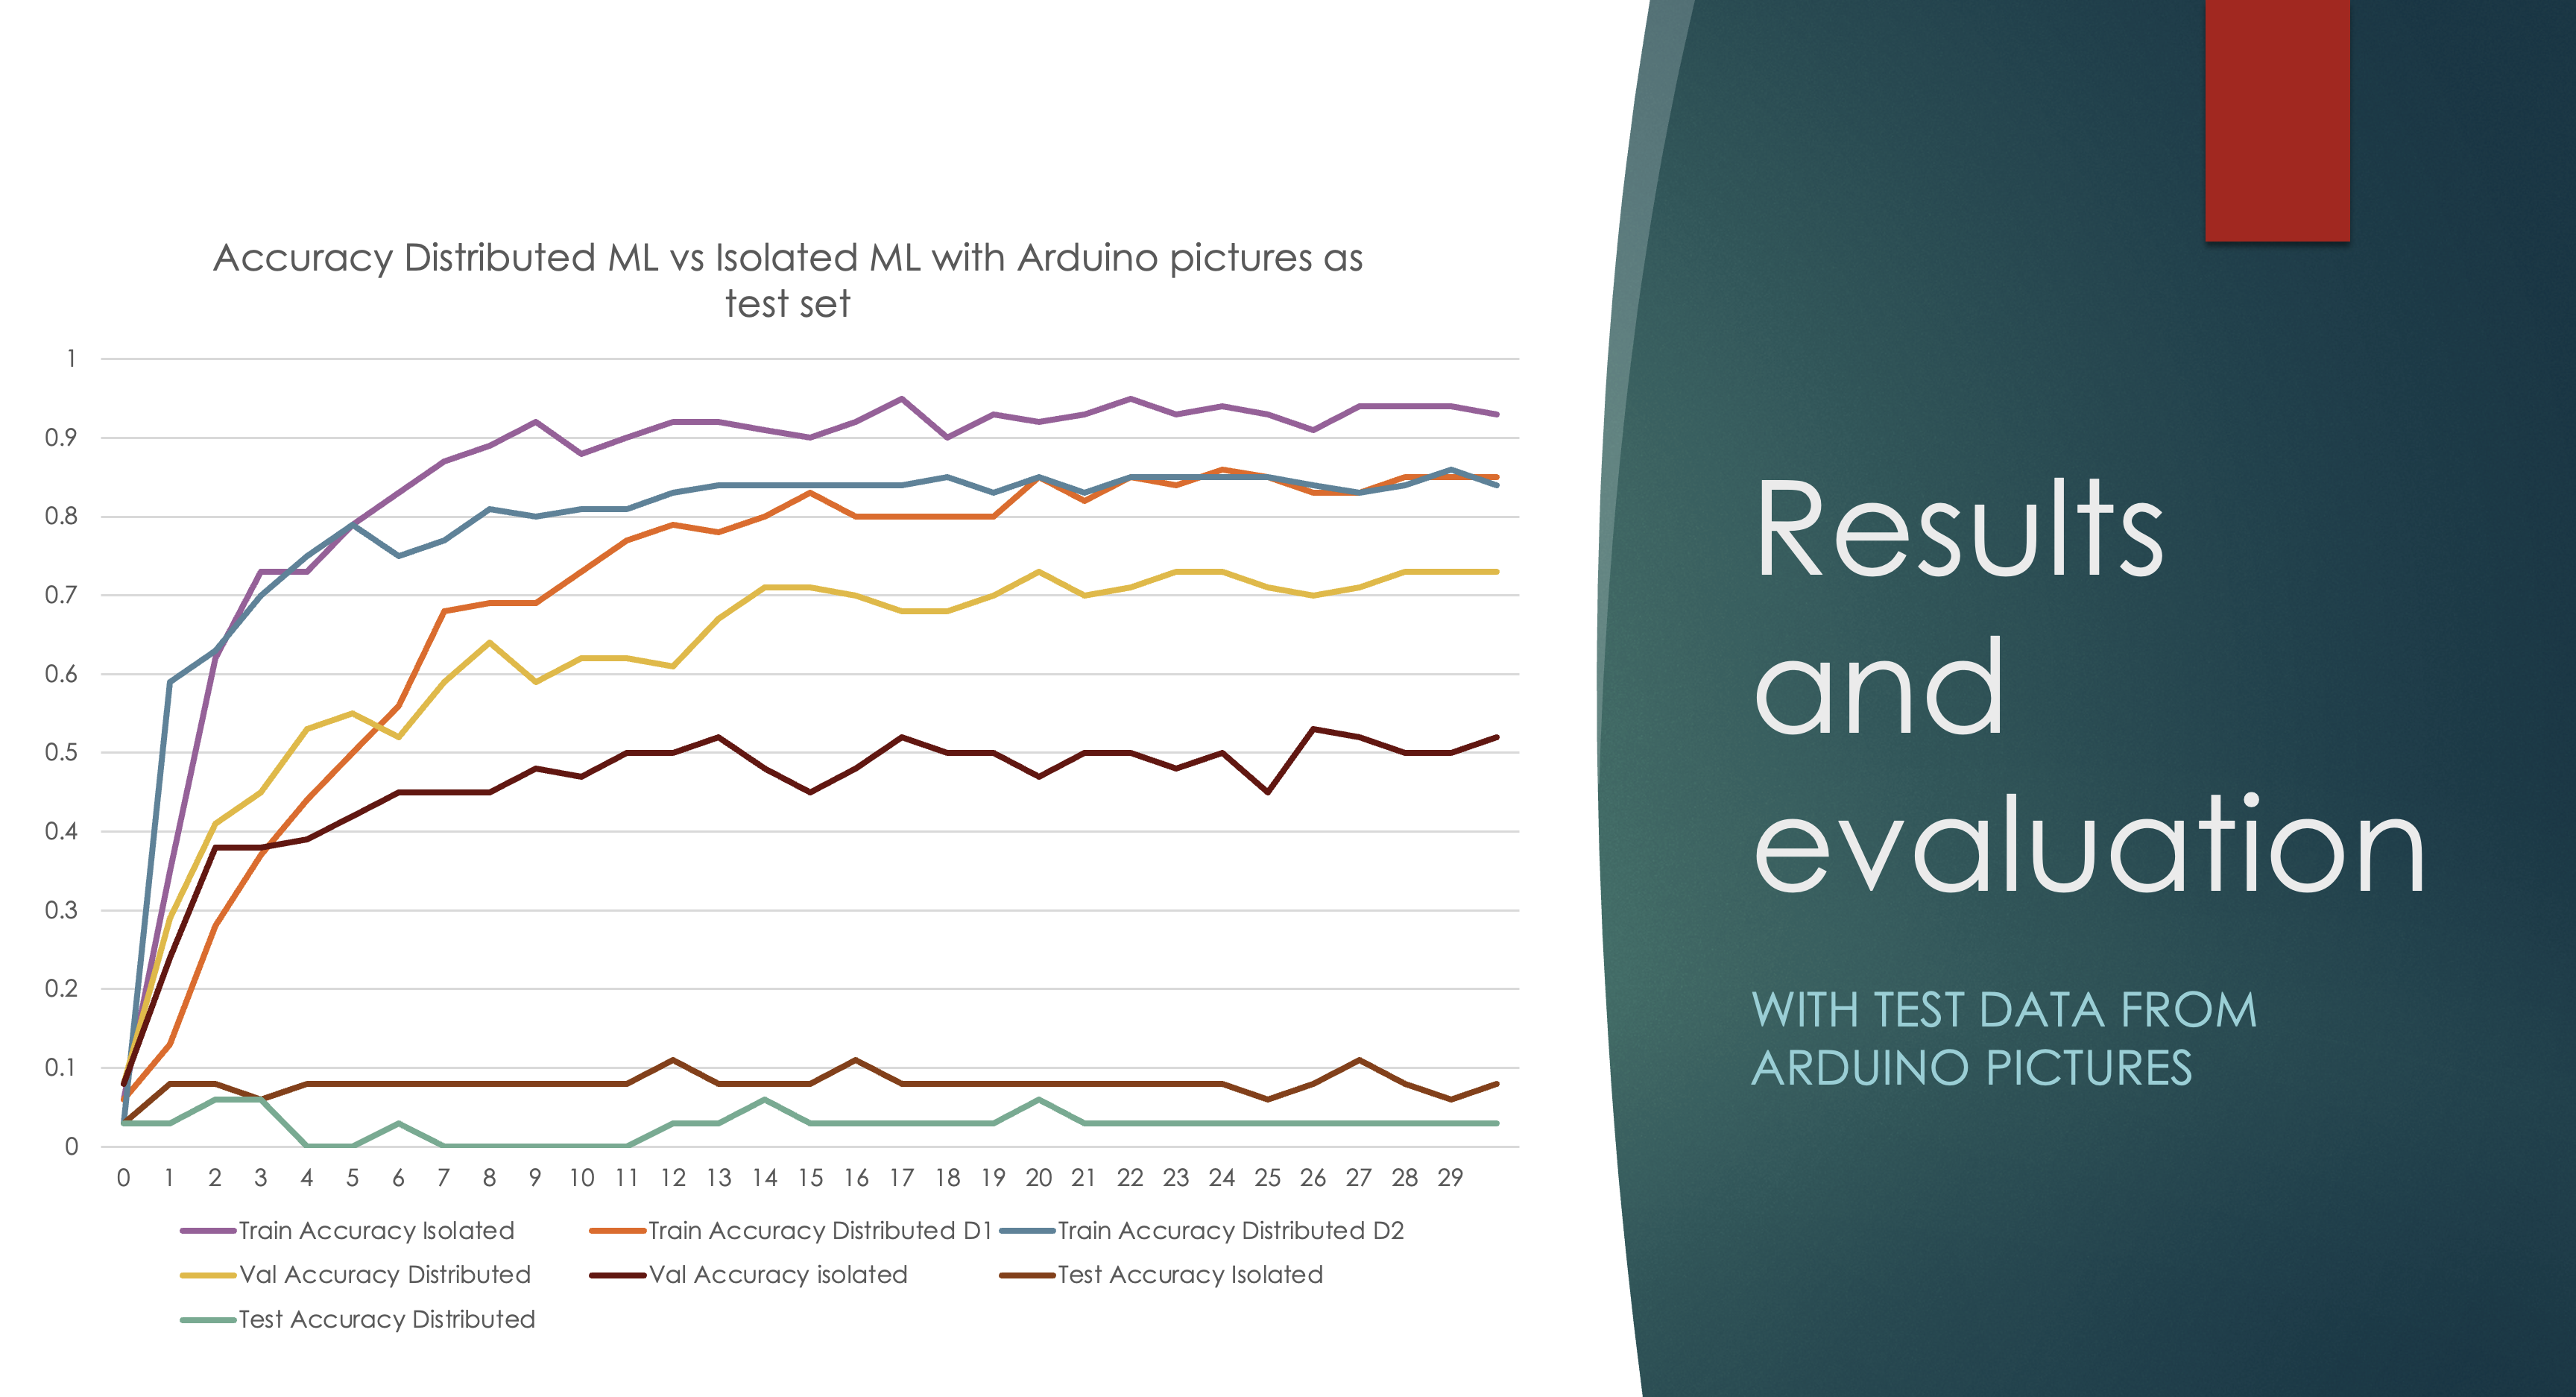 Accuracy Distributed ML vs Isolated ML with Arduino pictures as
test set
1
0.9
0.8
0.7
0.6
0.5
0.4
0.3
0.2
0.1
0
0 1 2 3 4 5 6 7 8 9 10 11 12 13 14 15 16 17 18 19 20 21 22 23 24 25 26 27 28 29
Train Accuracy Isolated Train Accuracy Distributed D1 Train Accuracy Distributed D2
Val Accuracy Distributed Val Accuracy isolated Test Accuracy Isolated
Test Accuracy Distributed
Results
and
evaluation
WITH TEST DATA FROM
ARDUINO PICTURES